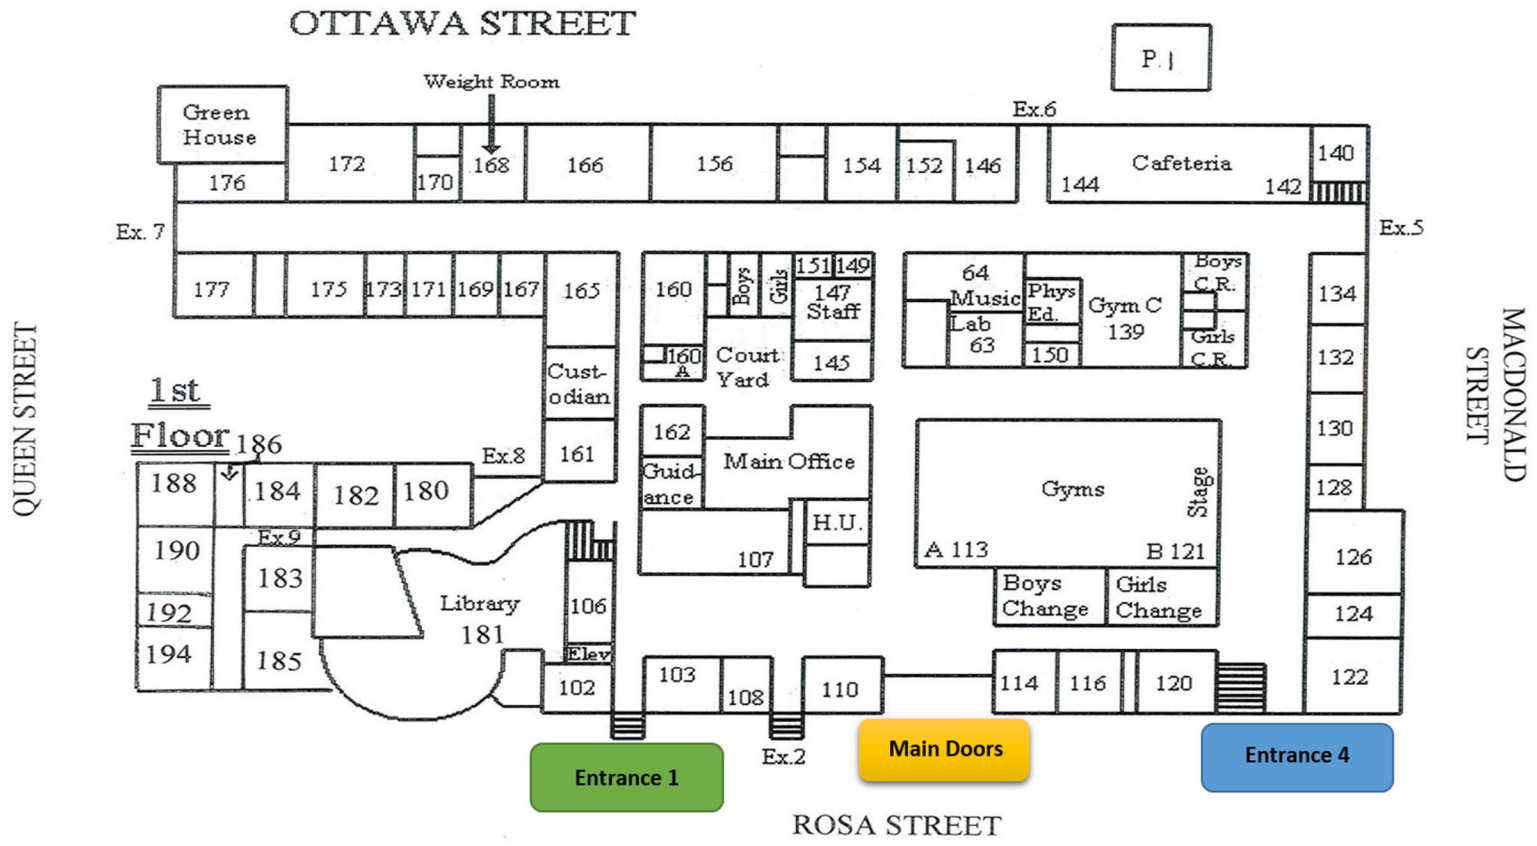 OTTAWA STREET
P. 1
Weight Room
Ex.6
Green
House
172
168
166
156
154
152
146
Cafeteria
140
176
170
144
142
Ex. 7
Ex.5
177
175
173
171
169
167
165
160
Boys
Girls
151
149
147
Staff
64
Music
Phys
Ed.
Gym C
139
Boys
C.R.
134
Lab
63
150
Girls
C.R.
132
160
A
Court
Yard
145
Cust-
odian
QUEEN STREET
MACDONALD
STREET
1st
Floor
186
Ex.8
161
162
Main Office
130
188
184
182
180
Guid-
ance
H.U.
Gyms
Stage
128
190
Ex.9
183
107
A 113
B 121
126
192
Library
181
106
Boys
Change
Girls
Change
124
194
185
Elev
102
103
108
110
114
116
120
122
Main Doors
Entrance 1
Ex.2
Entrance 4
ROSA STREET